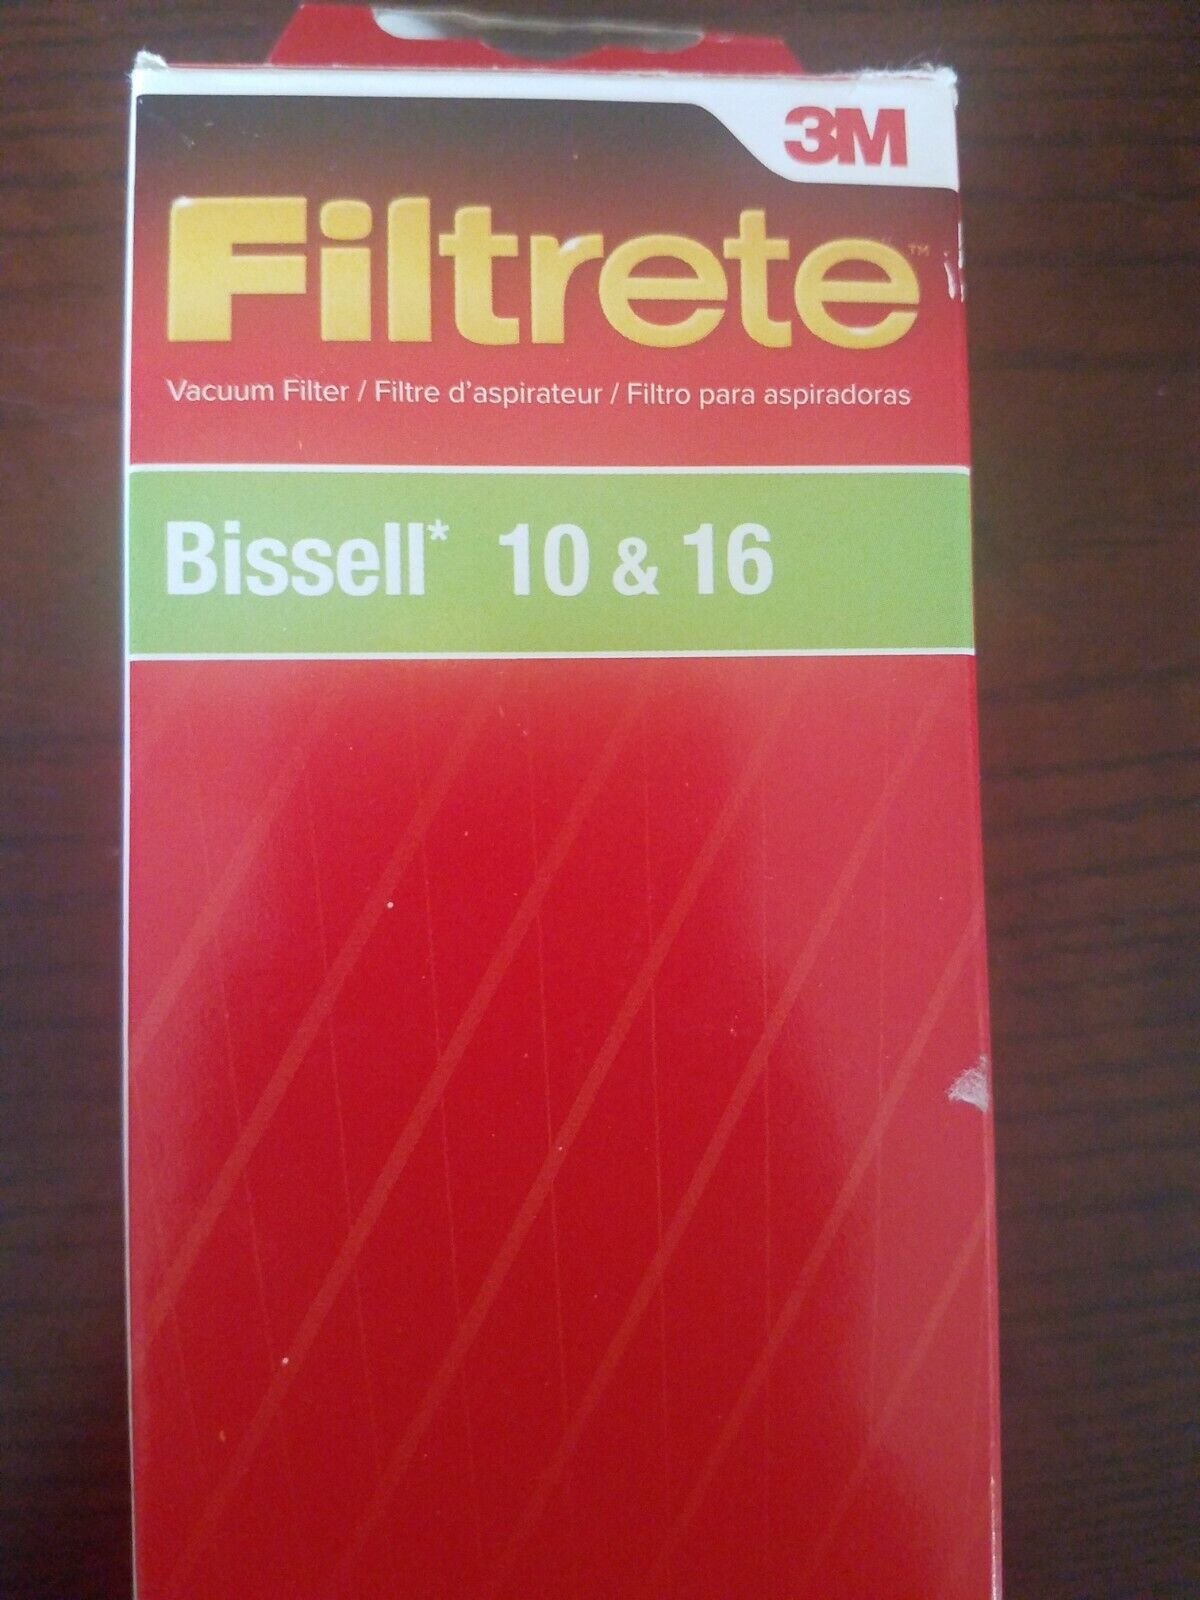 3M
Filtrete™
Vacuum Filter / Filtre d'aspirateur / Filtro para aspiradoras
Bissell* 10 & 16